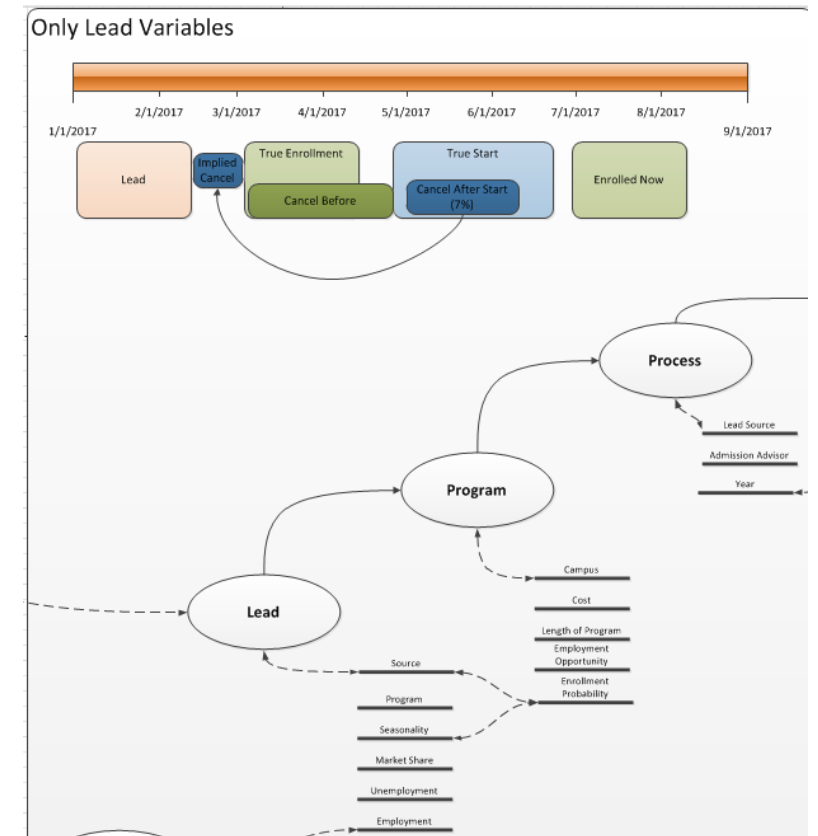 Only Lead Variables
2/1/2017
3/1/2017
4/1/2017
5/1/2017
6/1/2017
7/1/2017
8/1/2017
1/1/2017
9/1/2017
Lead
Implied
Cancel
True Enrollment
Cancel Before
True Start
Cancel After Start
(7%)
Enrolled Now
Process
Lead Source
Admission Advisor
Year
Program
Campus
Cost
Length of Program
Employment
Opportunity
Enrollment
Probability
Lead
Source
Program
Seasonality
Market Share
Unemployment
Employment